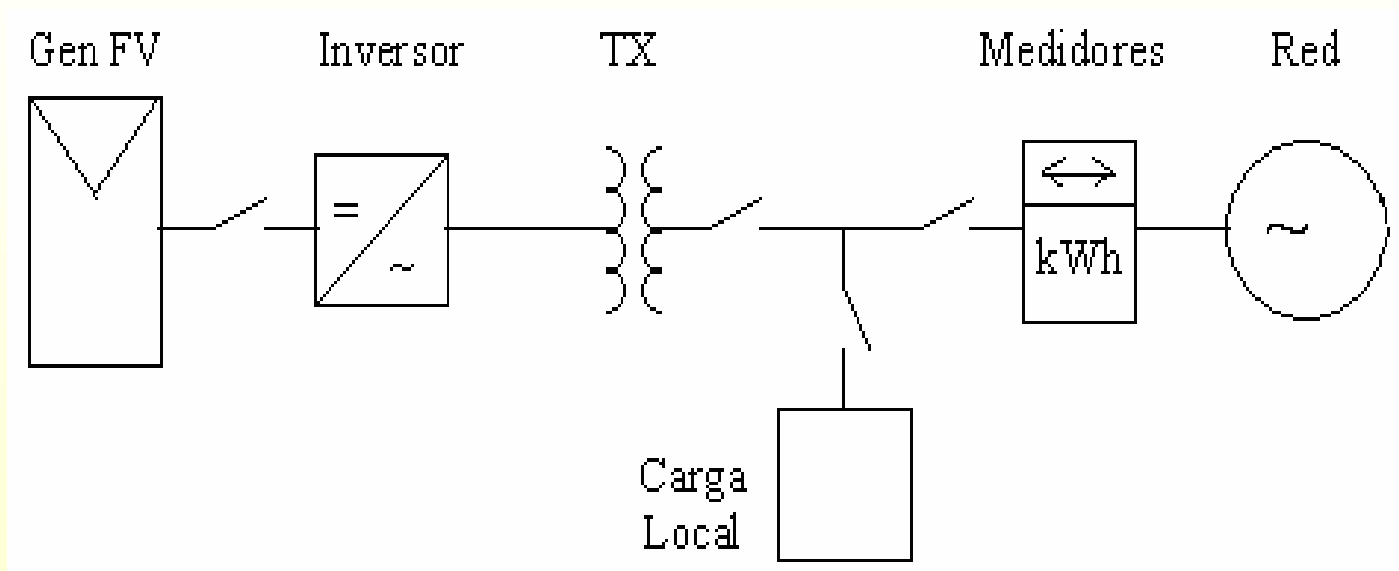 Gen FV
Inversor
TX
Medidores
Red
=
~
kWh
~
Carga
Local